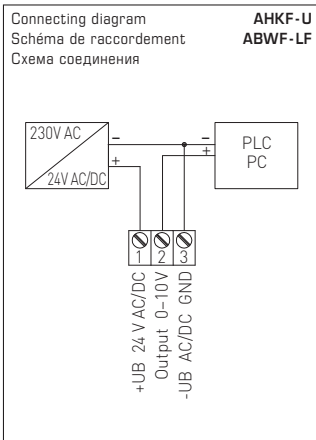 Connecting diagram AHKF-U
Schéma de raccordement ABWF-LF
Схема соединения
230V AC
24V AC/DC
–
+
–
+
PLC
PC
1 2 3
+UB 24 V AC/DC
Output 0–10V
-UB AC/DC GND